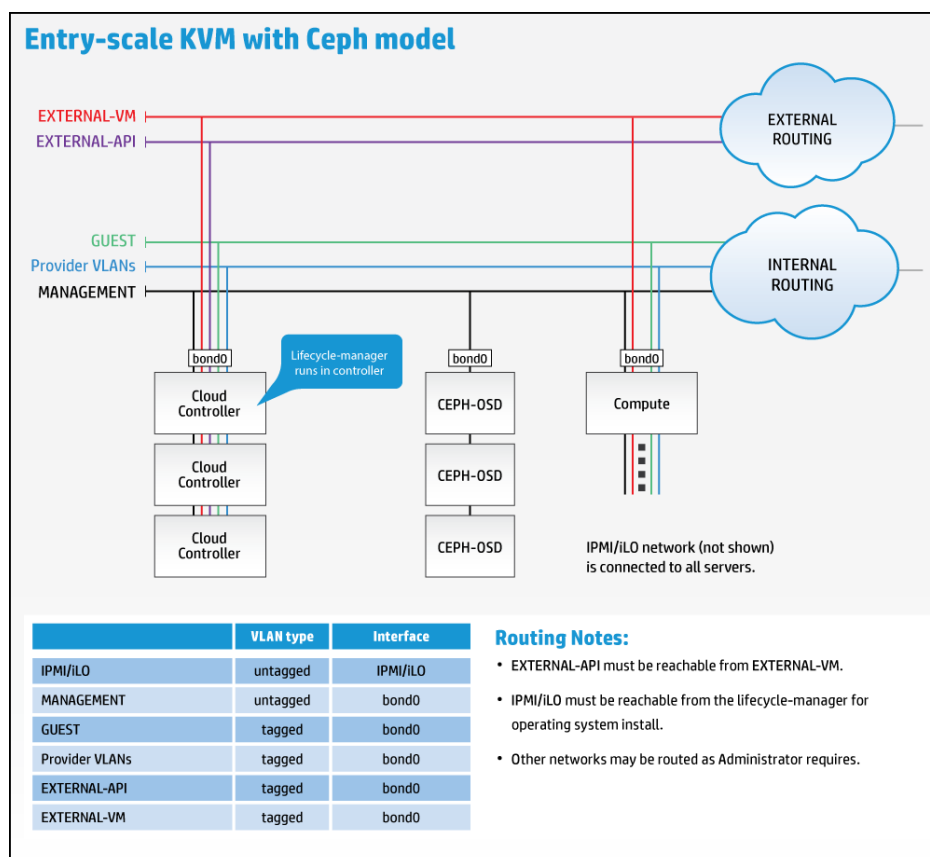 Entry-scale KVM with Ceph model
EXTERNAL-VM
EXTERNAL-API
EXTERNAL
ROUTING
GUEST
Provider VLANs
MANAGEMENT
INTERNAL
ROUTING
bond0
Lifecycle-manager
runs in controller
bond0
bond0
Cloud
Controller
CEPH-OSD
Compute
Cloud
Controller
CEPH-OSD
Cloud
Controller
CEPH-OSD
IPMI/iLO network (not shown)
is connected to all servers.
VLAN type Interface
IPMI/iLO untagged IPMI/iLO
MANAGEMENT untagged bond0
GUEST tagged bond0
Provider VLANs tagged bond0
EXTERNAL-API tagged bond0
EXTERNAL-VM tagged bond0
Routing Notes:
• EXTERNAL-API must be reachable from EXTERNAL-VM.
• IPMI/iLO must be reachable from the lifecycle-manager for
operating system install.
• Other networks may be routed as Administrator requires.